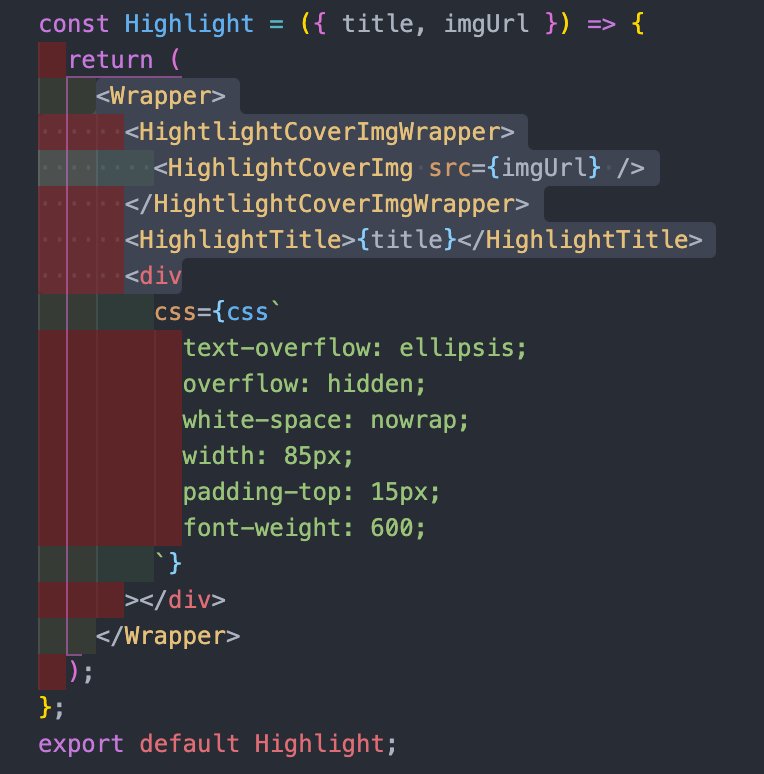 const Highlight = ({ title, imgUrl }) => {
  return (
    <Wrapper>
      <HightlightCoverImgWrapper>
        <HighlightCoverImg src={imgUrl} />
      </HightlightCoverImgWrapper>
      <HighlightTitle>{title}</HighlightTitle>
      <div
        css={css`
          text-overflow: ellipsis;
          overflow: hidden;
          white-space: nowrap;
          width: 85px;
          padding-top: 15px;
          font-weight: 600;
        `}
      ></div>
    </Wrapper>
  );
};
export default Highlight;